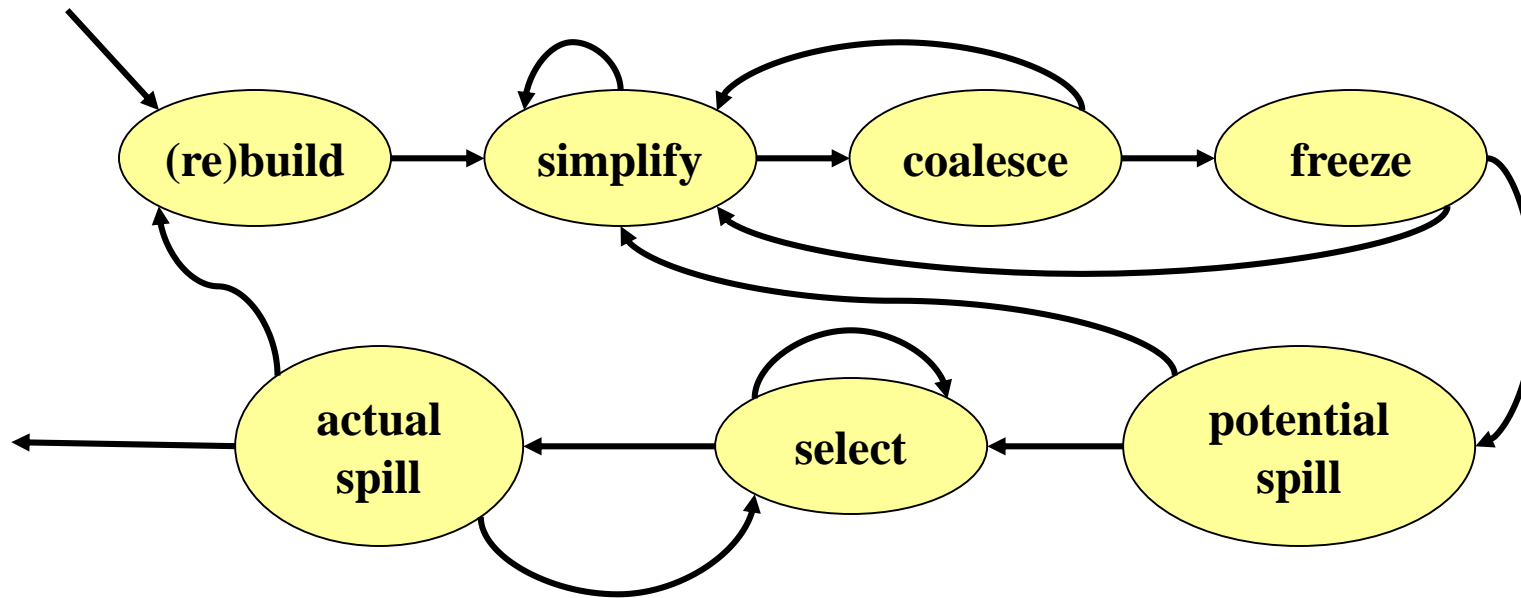 (re)build
simplify
coalesce
freeze
actual
spill
select
potential
spill